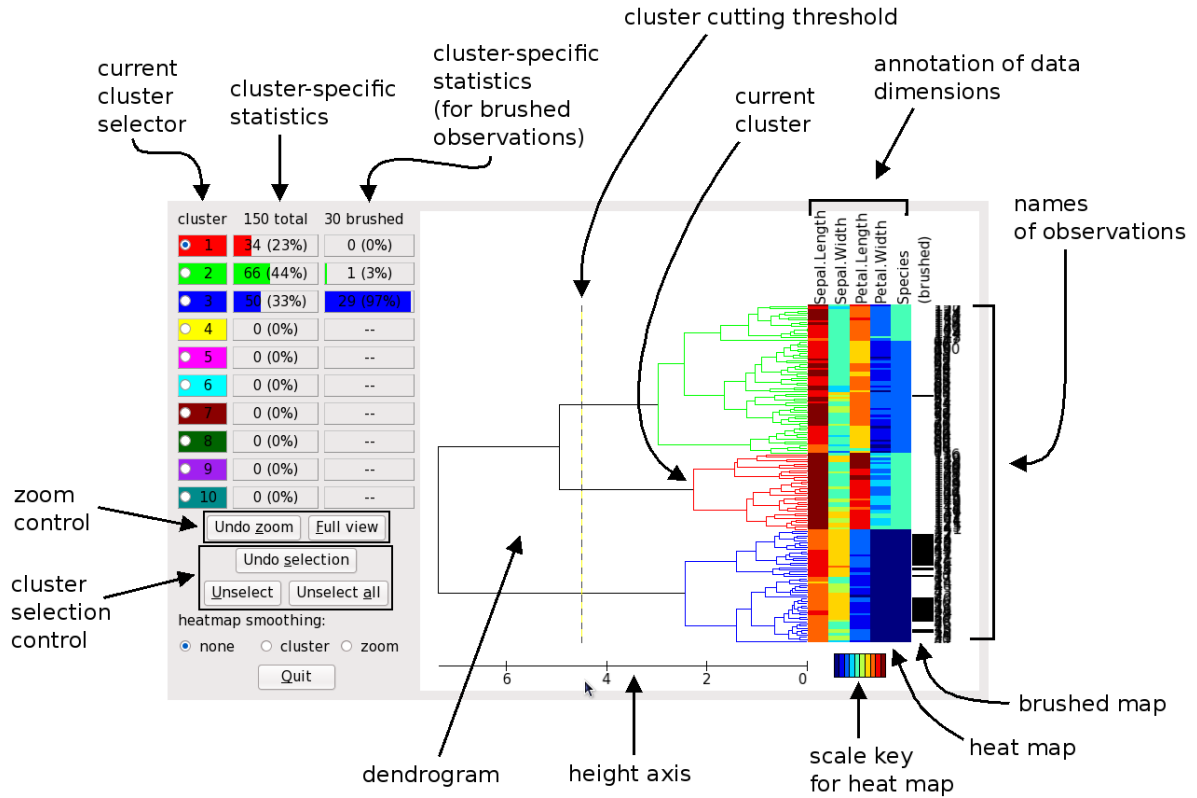 cluster cutting threshold
current
cluster
selector
cluster-specific
statistics
cluster-specific
statistics
(for brushed
observations)
current
cluster
annotation of data
dimensions
names
of observations
cluster 150 total 30 brushed
1 34 (23%) 0 (0%)
2 66 (44%) 1 (3%)
3 50 (33%) 29 (97%)
4 0 (0%) --
5 0 (0%) --
6 0 (0%) --
7 0 (0%) --
8 0 (0%) --
9 0 (0%) --
10 0 (0%) --
Undo zoom Full view
Undo selection
Unselect Unselect all
heatmap smoothing:
none cluster zoom
Quit
zoom
control
cluster
selection
control
Sepal.Length
Sepal.Width
Petal.Length
Petal.Width
Species
(brushed)
6 4 2 0
dendrogram
height axis
scale key
for heat map
heat map
brushed map